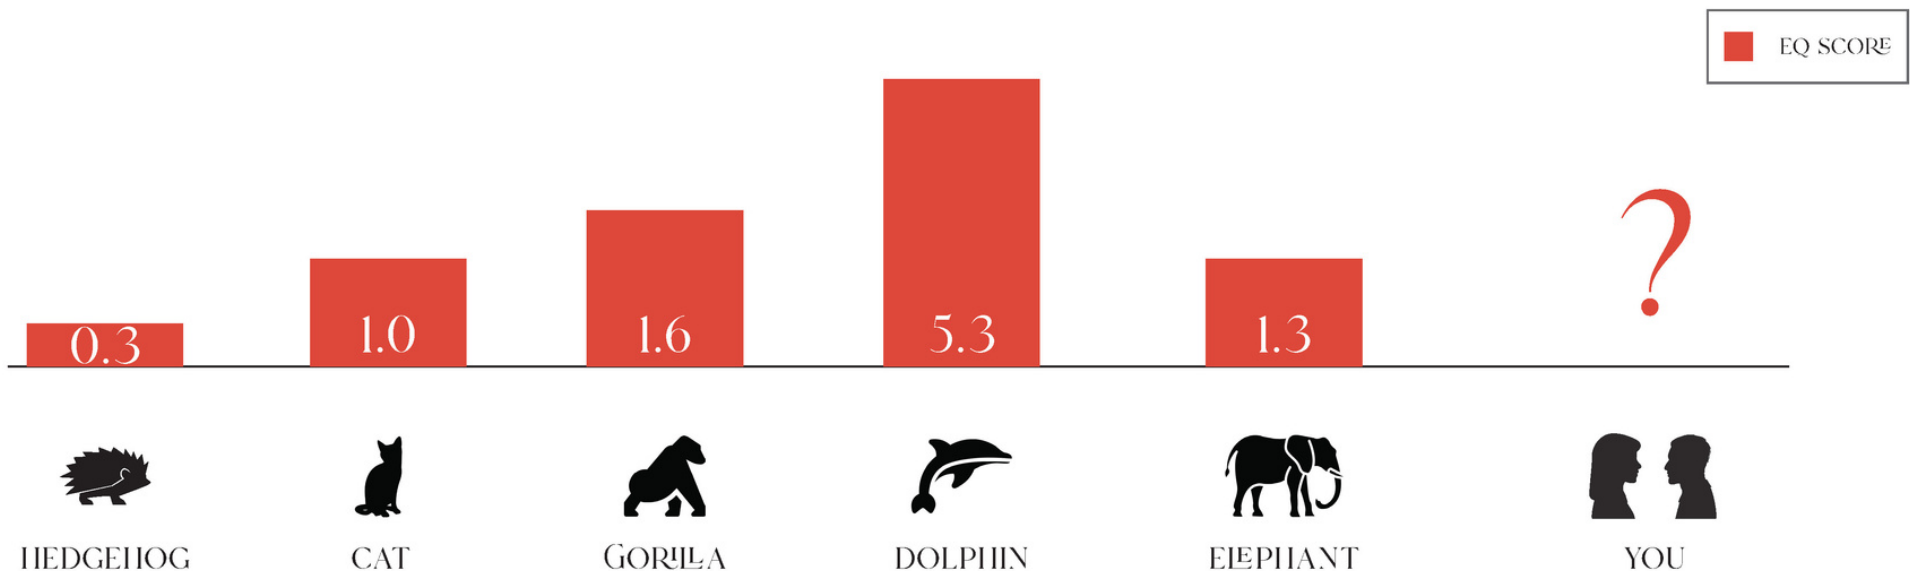 EQ SCORE
0.3
1.0
1.6
5.3
1.3
?
HEDGEHOG
CAT
GORILLA
DOLPHIN
ELEPHANT
YOU